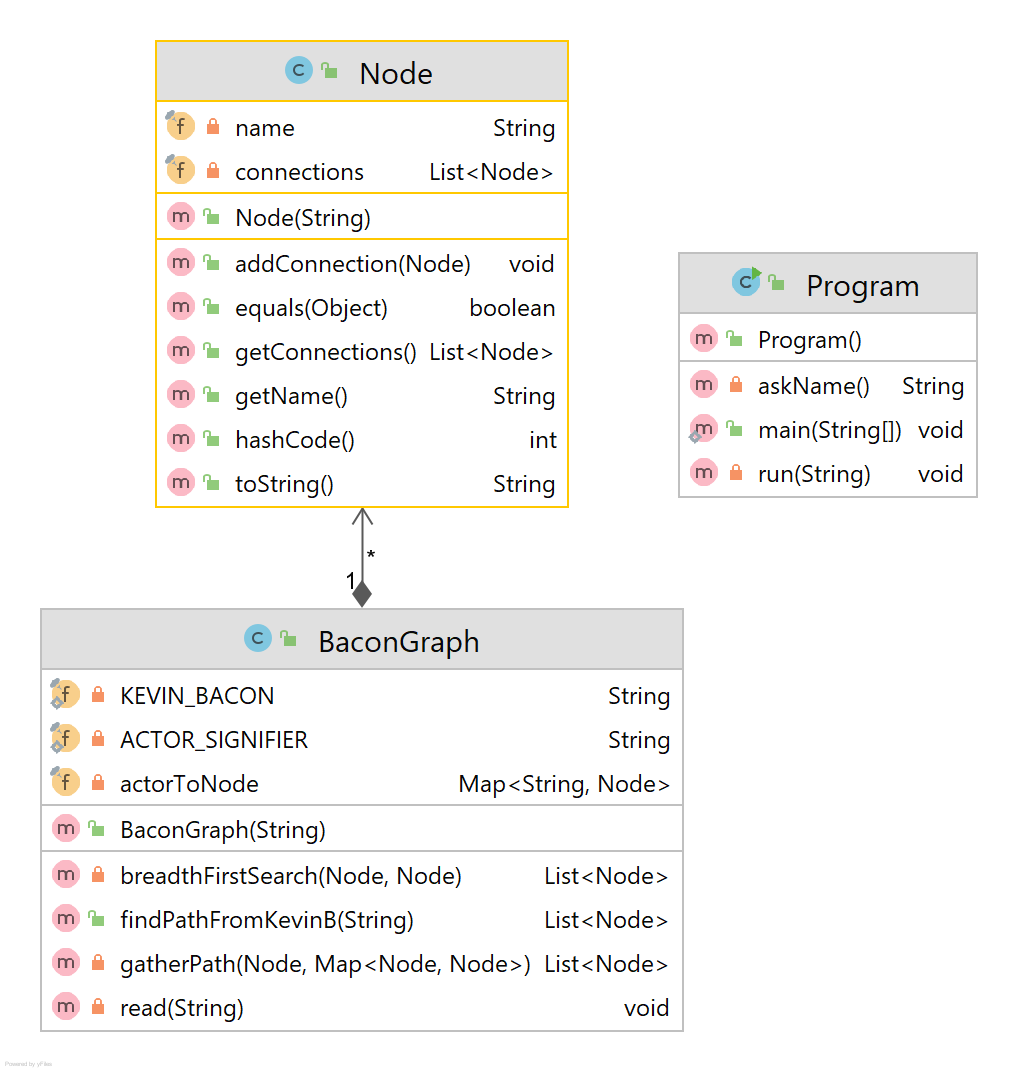 Node
name String
connections List<Node>
Node(String)
addConnection(Node) void
equals(Object) boolean
getConnections() List<Node>
getName() String
hashCode() int
toString() String
Program
Program()
askName() String
main(String[]) void
run(String) void
*
1
BaconGraph
KEVIN_BACON String
ACTOR_SIGNIFIER String
actorToNode Map<String, Node>
BaconGraph(String)
breadthFirstSearch(Node, Node) List<Node>
findPathFromKevinB(String) List<Node>
gatherPath(Node, Map<Node, Node>) List<Node>
read(String) void
Powered by yFiles